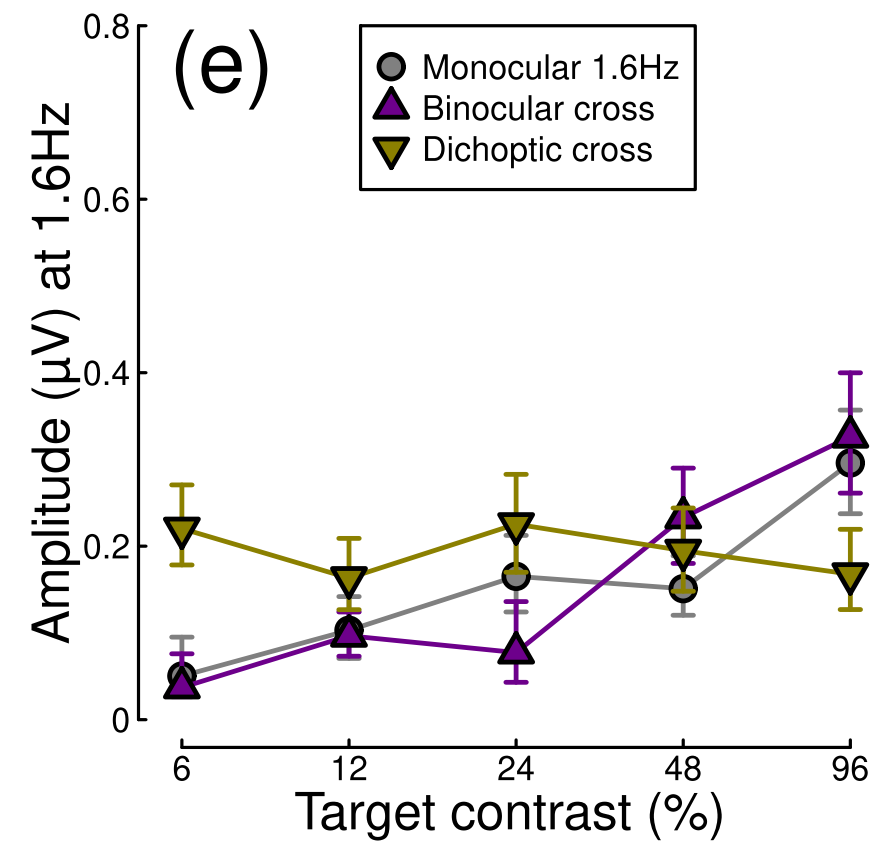 (e)
Monocular 1.6Hz
Binocular cross
Dichoptic cross
Amplitude (µV) at 1.6Hz
0.8
0.6
0.4
0.2
0
6 12 24 48 96
Target contrast (%)